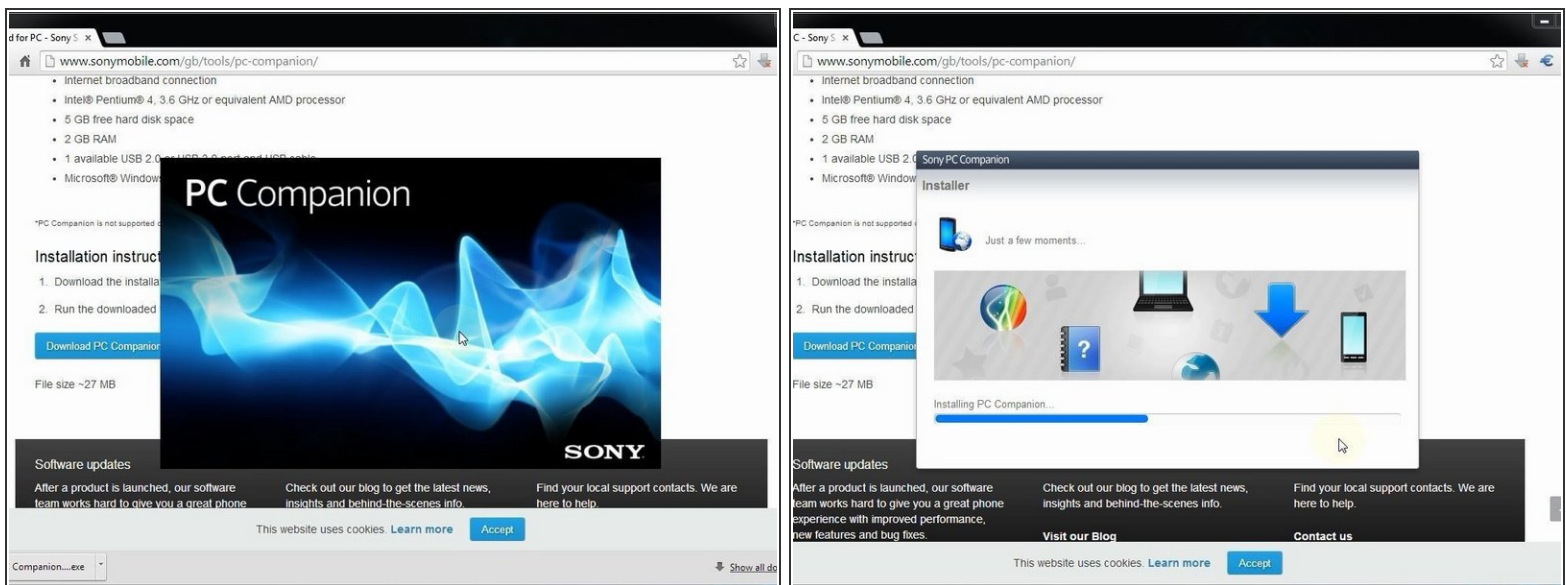 d for PC - Sony S
www.sonymobile.com/gb/tools/pc-companion/
Internet broadband connection
Intel® Pentium® 4, 3.6 GHz or equivalent AMD processor
5 GB free hard disk space
2 GB RAM
1 available USB 2.0 or USB 3.0 port and USB cable
Microsoft® Window
*PC Companion is not supported
Installation instruct
1. Download the installa
2. Run the downloaded
Download PC Companion
File size ~27 MB
PC Companion
SONY
Software updates
After a product is launched, our software
team works hard to give you a great phone
Check out our blog to get the latest news,
insights and behind-the-scenes info.
Find your local support contacts. We are
here to help.
This website uses cookies. Learn more Accept
Companion....exe
Show all do
C - Sony S
www.sonymobile.com/gb/tools/pc-companion/
Internet broadband connection
Intel® Pentium® 4, 3.6 GHz or equivalent AMD processor
5 GB free hard disk space
2 GB RAM
1 available USB 2.0
Microsoft® Window
*PC Companion is not supported
Installation instruc
1. Download the installa
2. Run the downloaded
Download PC Companion
File size ~27 MB
Sony PC Companion
Installer
Just a few moments...
?
Installing PC Companion...
Software updates
After a product is launched, our software
team works hard to give you a great phone
experience with improved performance,
new features and bug fixes.
Check out our blog to get the latest news,
insights and behind-the-scenes info.
Visit our Blog
Find your local support contacts. We are
here to help.
Contact us
This website uses cookies. Learn more Accept